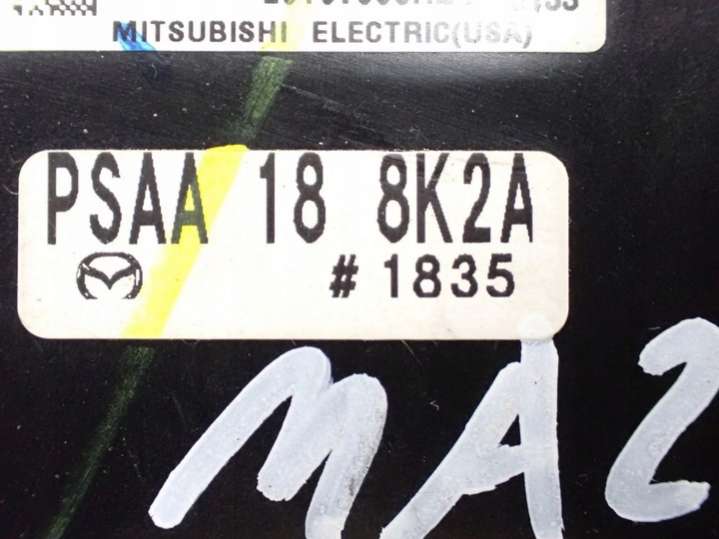 MITSUBISHI ELECTRIC(USA)
PSAA 18 8K2A
#1835
MA2